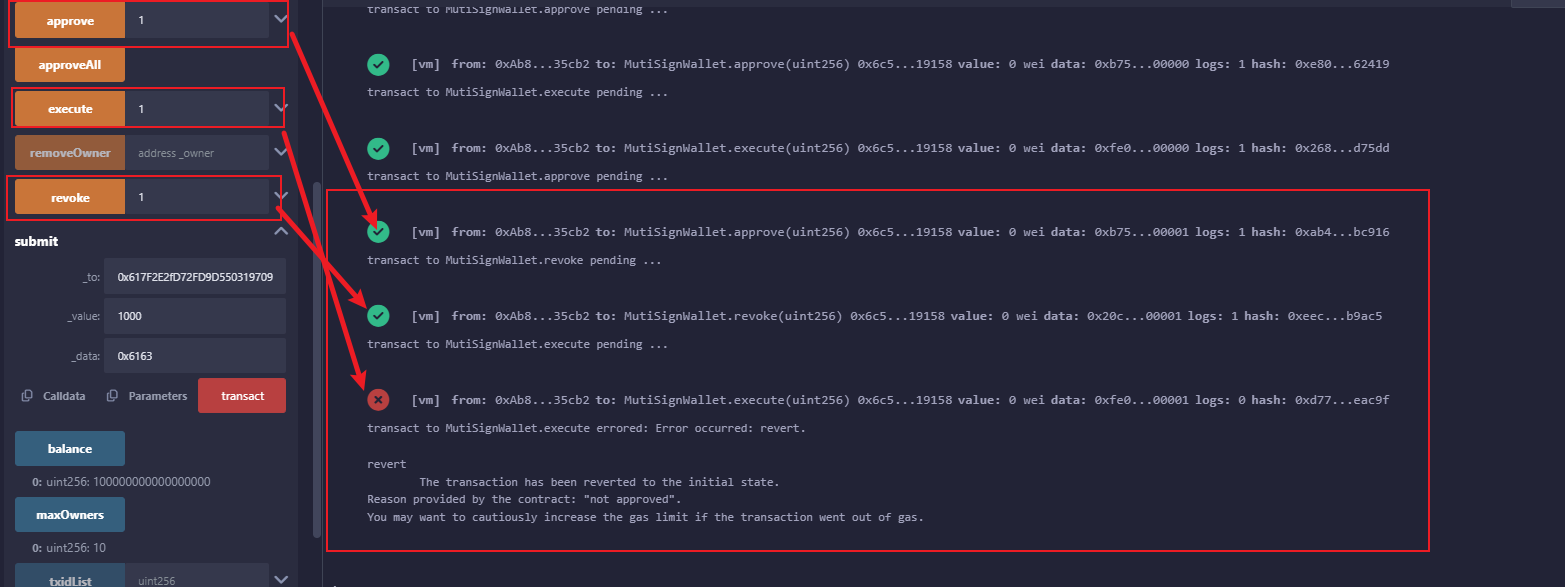 approve 1
approveAll
execute 1
removeOwner address _owner
revoke 1
submit
_to: 0x617F2E2fD72FD9D550319709
_value: 1000
_data: 0x6163
Calldata Parameters transact
balance
0: uint256: 100000000000000000
maxOwners
0: uint256: 10
txidList uint256
transact to MutiSignWallet.approve pending ...
[vm] from: 0xAb8...35cb2 to: MutiSignWallet.approve(uint256) 0x6c5...19158 value: 0 wei data: 0xb75...00000 logs: 1 hash: 0xe80...62419
transact to MutiSignWallet.execute pending ...
[vm] from: 0xAb8...35cb2 to: MutiSignWallet.execute(uint256) 0x6c5...19158 value: 0 wei data: 0xfe0...00000 logs: 1 hash: 0x268...d75dd
transact to MutiSignWallet.approve pending ...
[vm] from: 0xAb8...35cb2 to: MutiSignWallet.approve(uint256) 0x6c5...19158 value: 0 wei data: 0xb75...00001 logs: 1 hash: 0xab4...bc916
transact to MutiSignWallet.revoke pending ...
[vm] from: 0xAb8...35cb2 to: MutiSignWallet.revoke(uint256) 0x6c5...19158 value: 0 wei data: 0x20c...00001 logs: 1 hash: 0xeec...b9ac5
transact to MutiSignWallet.execute pending ...
[vm] from: 0xAb8...35cb2 to: MutiSignWallet.execute(uint256) 0x6c5...19158 value: 0 wei data: 0xfe0...00001 logs: 0 hash: 0xd77...eac9f
transact to MutiSignWallet.execute errored: Error occurred: revert.
revert
The transaction has been reverted to the initial state.
Reason provided by the contract: "not approved".
You may want to cautiously increase the gas limit if the transaction went out of gas.